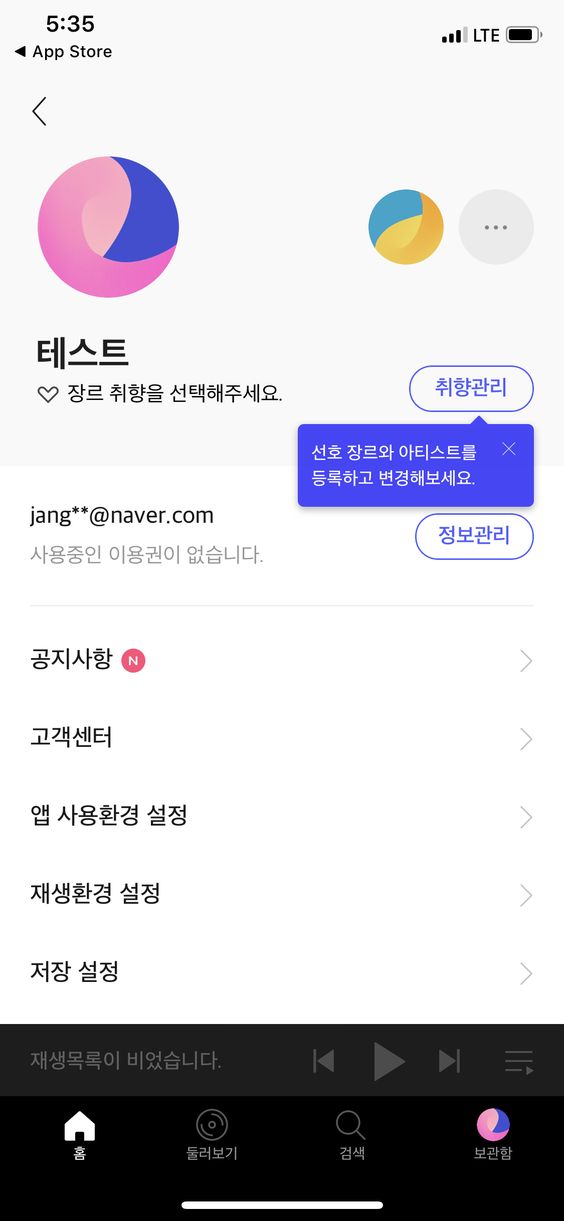 5:35
LTE
◀ App Store
테스트
장르 취향을 선택해주세요.
취향관리
선호 장르와 아티스트를
등록하고 변경해보세요.
jang**@naver.com
사용중인 이용권이 없습니다.
정보관리
공지사항 N
고객센터
앱 사용환경 설정
재생환경 설정
저장 설정
재생목록이 비었습니다.
홈
둘러보기
검색
보관함